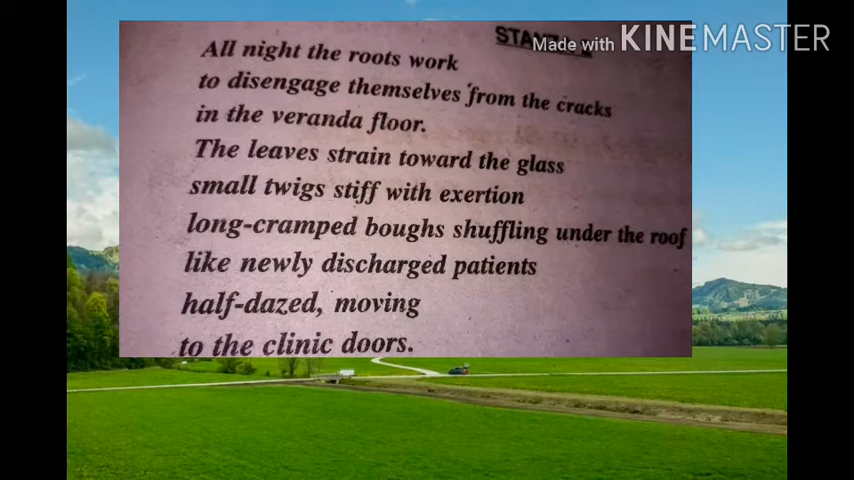 Made with KINEMASTER
All night the roots work
to disengage themselves from the cracks
in the veranda floor.
The leaves strain toward the glass
small twigs stiff with exertion
long-cramped boughs shuffling under the roof
like newly discharged patients
half-dazed, moving
to the clinic doors.